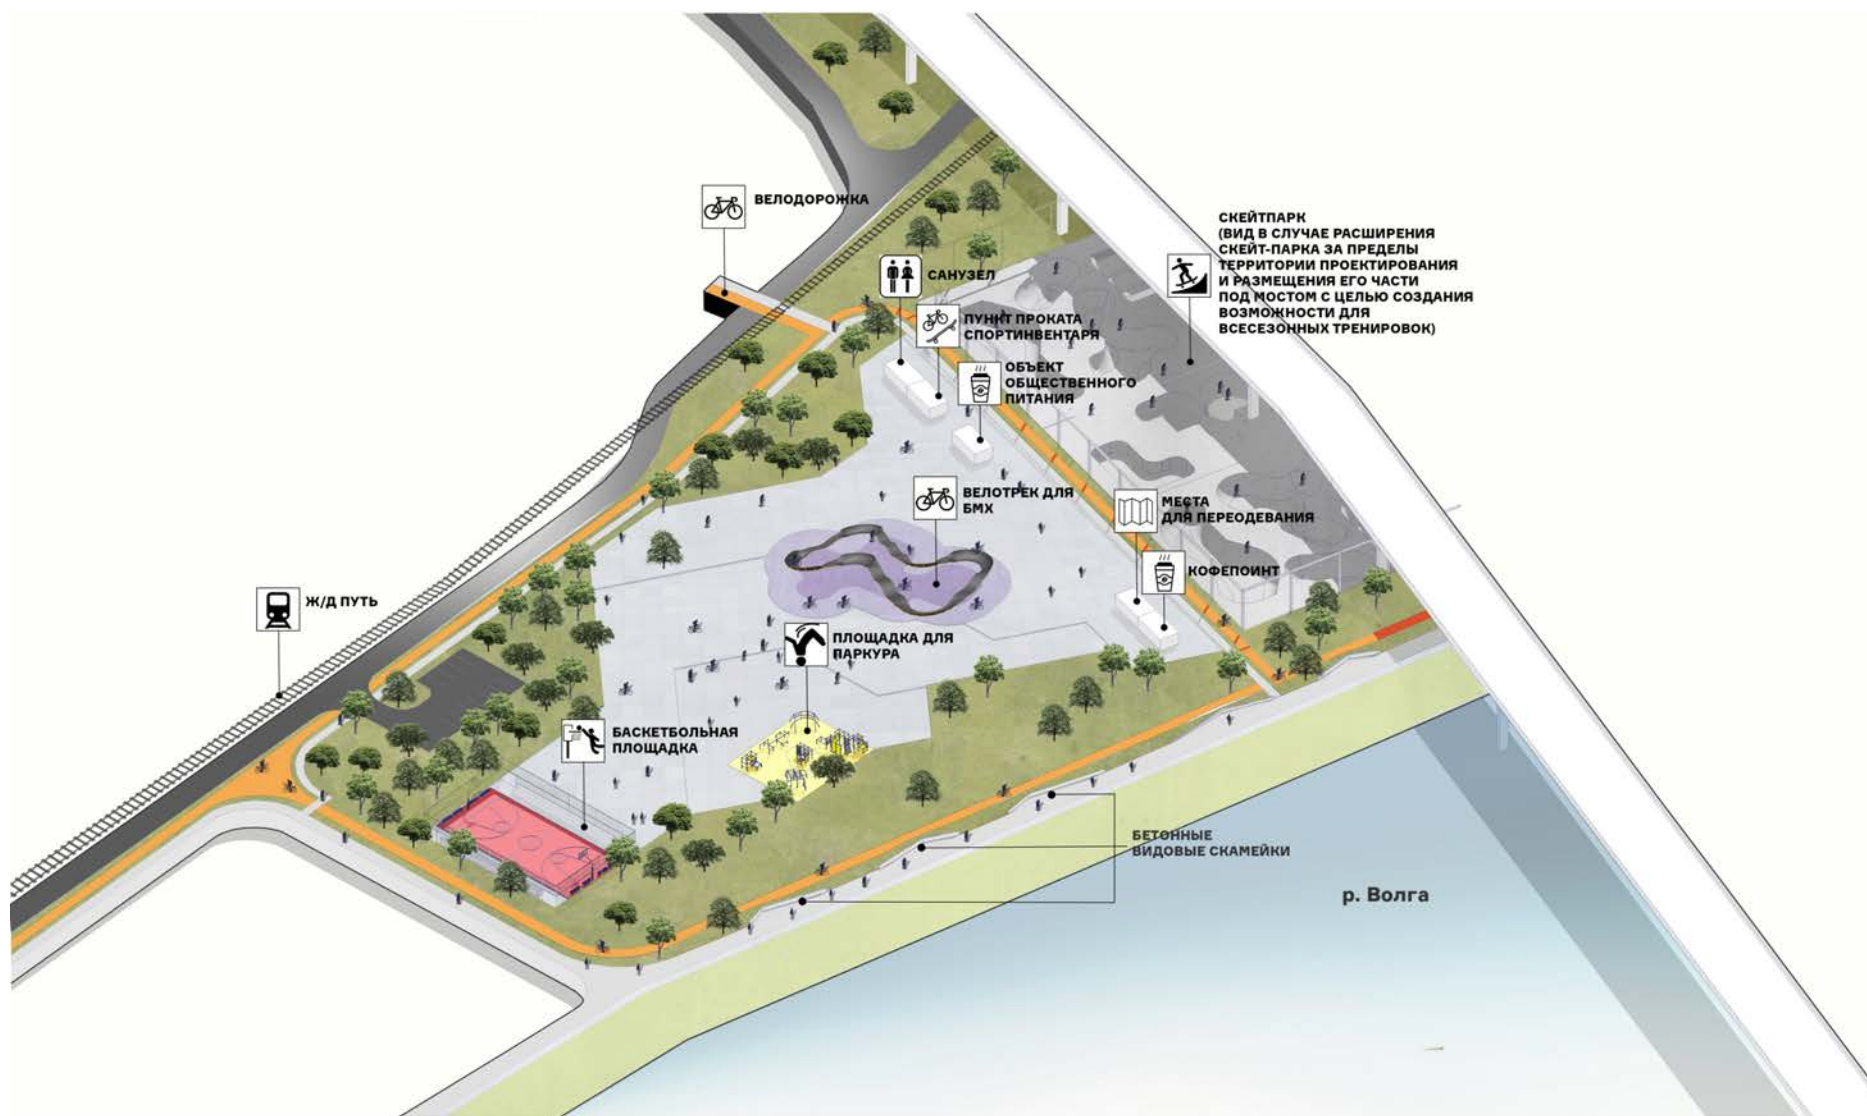 ВЕЛОДОРОЖКА
СКЕЙТПАРК
(ВИД В СЛУЧАЕ РАСШИРЕНИЯ
СКЕЙТ-ПАРКА ЗА ПРЕДЕЛЫ
ТЕРРИТОРИИ ПРОЕКТИРОВАНИЯ
И РАЗМЕЩЕНИЯ ЕГО ЧАСТИ
ПОД МОСТОМ С ЦЕЛЬЮ СОЗДАНИЯ
ВОЗМОЖНОСТИ ДЛЯ
ВСЕСЕЗОННЫХ ТРЕНИРОВОК)
САНУЗЕЛ
ПУНКТ ПРОКАТА
СПОРТИНВЕНТАРЯ
ОБЪЕКТ
ОБЩЕСТВЕННОГО
ПИТАНИЯ
ВЕЛОТРЕК ДЛЯ
БМХ
МЕСТА
ДЛЯ ПЕРЕОДЕВАНИЯ
КОФЕПОИНТ
Ж/Д ПУТЬ
ПЛОЩАДКА ДЛЯ
ПАРКУРА
БАСКЕТБОЛЬНАЯ
ПЛОЩАДКА
БЕТОННЫЕ
ВИДОВЫЕ СКАМЕЙКИ
р. Волга